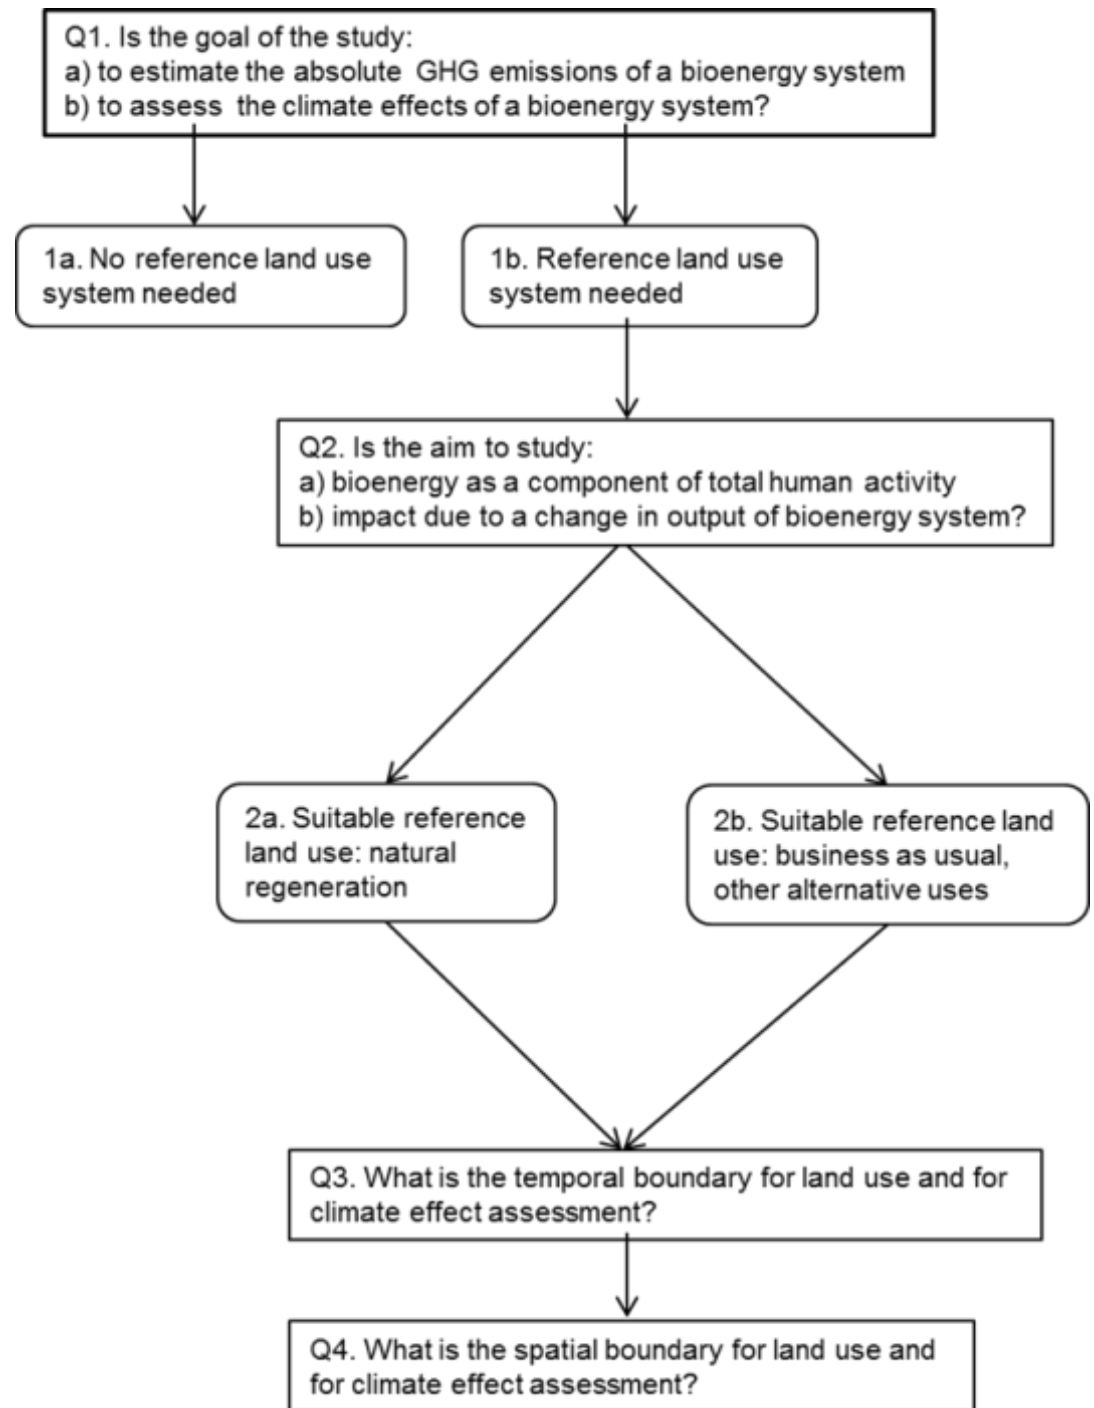 Q1. Is the goal of the study:
a) to estimate the absolute GHG emissions of a bioenergy system
b) to assess the climate effects of a bioenergy system?
1a. No reference land use
system needed
1b. Reference land use
system needed
Q2. Is the aim to study:
a) bioenergy as a component of total human activity
b) impact due to a change in output of bioenergy system?
2a. Suitable reference
land use: natural
regeneration
2b. Suitable reference land
use: business as usual,
other alternative uses
Q3. What is the temporal boundary for land use and for
climate effect assessment?
Q4. What is the spatial boundary for land use and
for climate effect assessment?